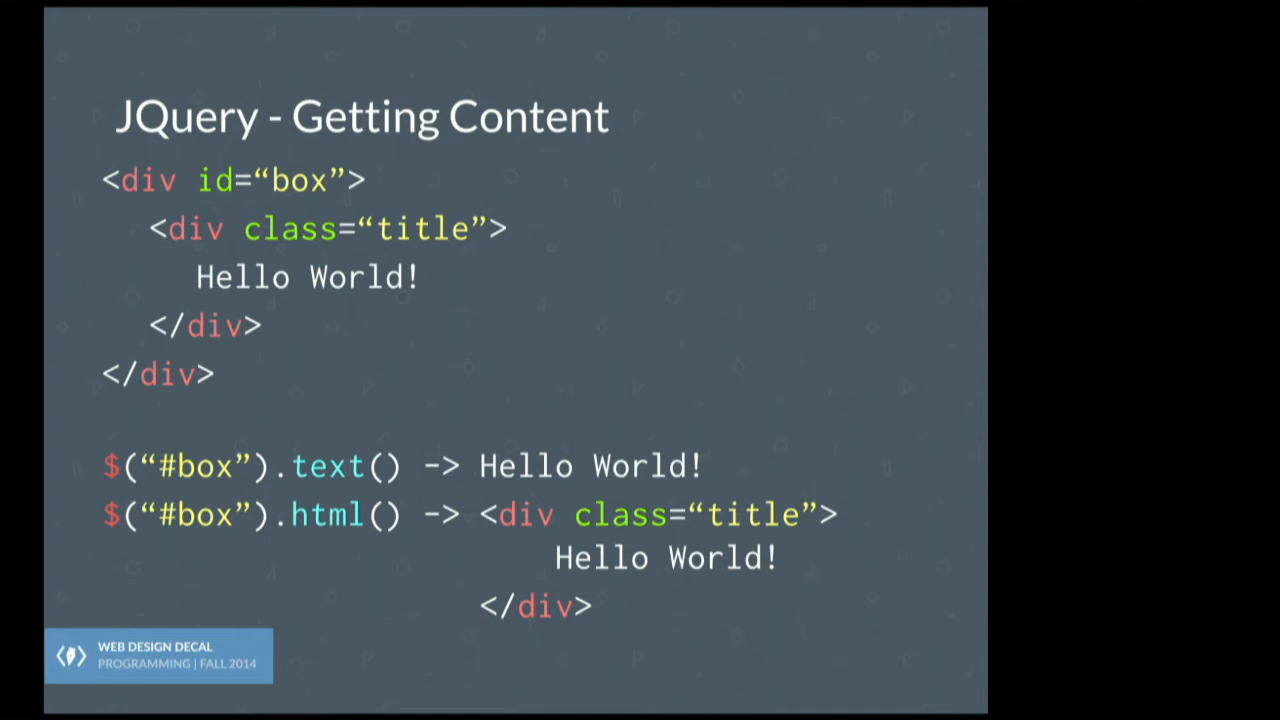 JQuery - Getting Content
<div id=“box”>
<div class=“title”>
Hello World!
</div>
</div>
$(“#box”).text() -> Hello World!
$(“#box”).html() -> <div class=“title”>
Hello World!
</div>
WEB DESIGN DECAL
PROGRAMMING | FALL 2014